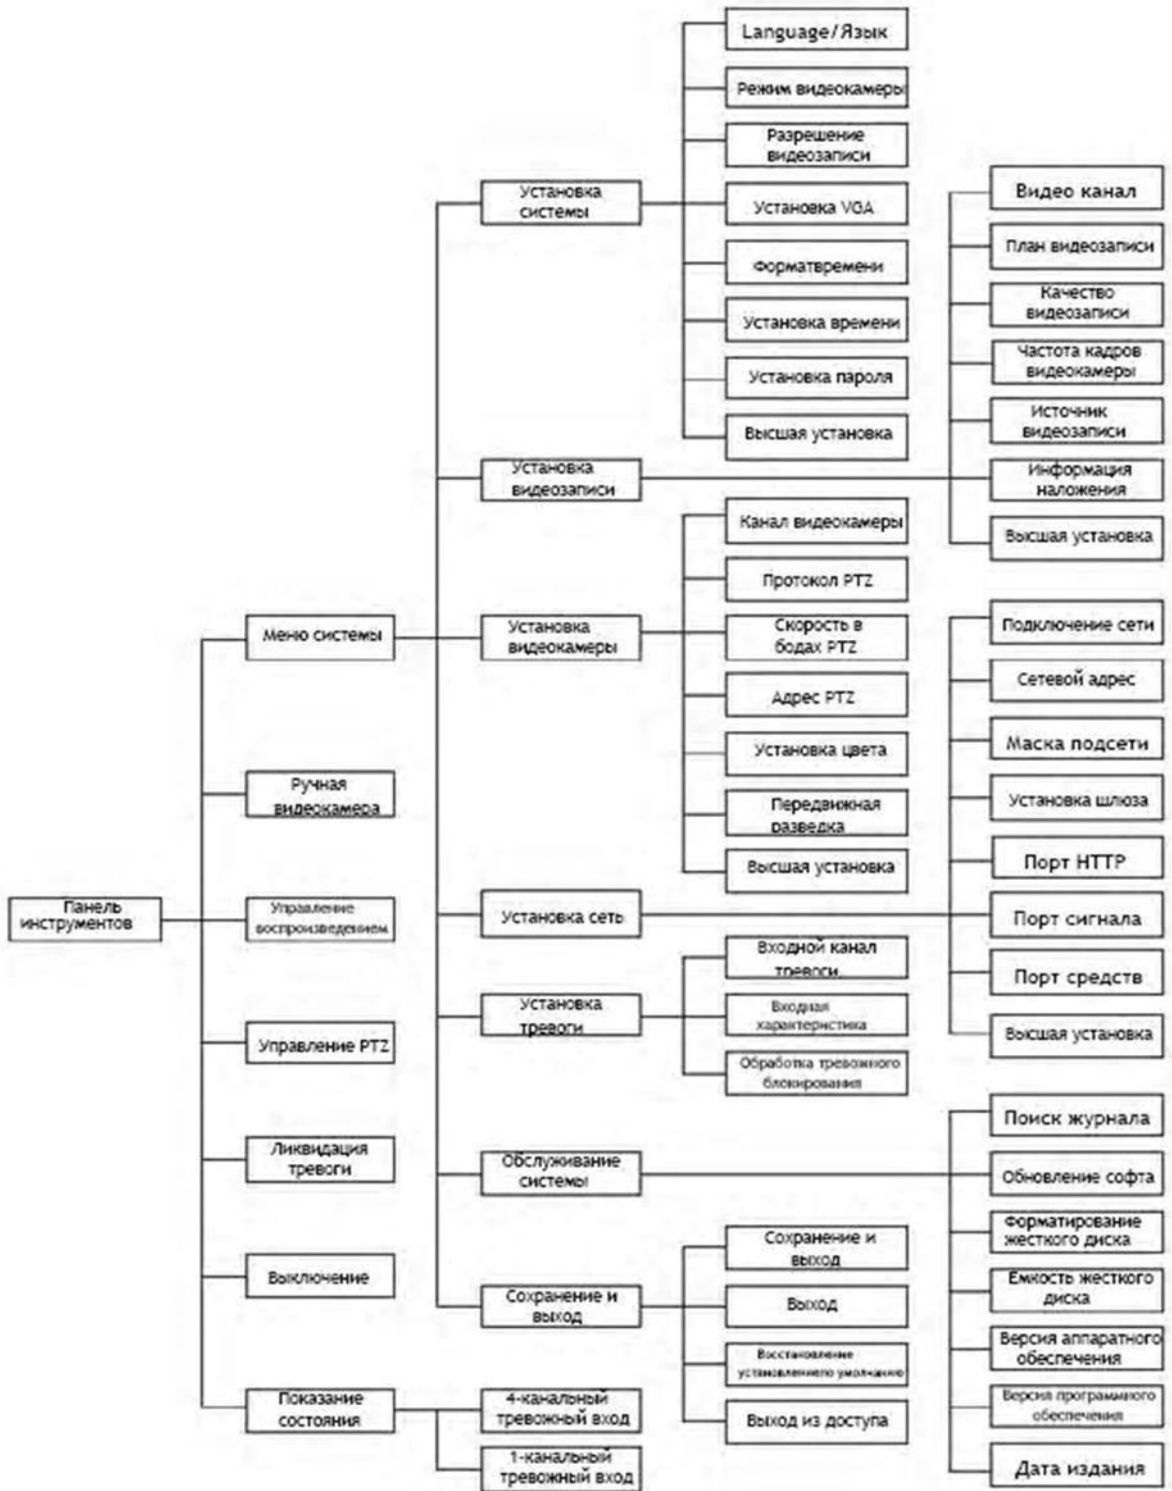 Панель
инструментов
Меню системы
Ручная
видеокамера
Управление
воспроизведением
Управление PTZ
Ликвидация
тревоги
Выключение
Показание
состояния
Установка
системы
Установка
видеозаписи
Установка
видеокамеры
Установка сеть
Установка
тревоги
Обслуживание
системы
Сохранение и
выход
4-канальный
тревожный вход
1-канальный
тревожный вход
Language/Язык
Режим видеокамеры
Разрешение
видеозаписи
Установка VGA
Форматвремени
Установка времени
Установка пароля
Высшая установка
Канал видеокамеры
Протокол PTZ
Скорость в
бодах PTZ
Адрес PTZ
Установка цвета
Передвижная
разведка
Высшая установка
Входной канал
тревоги.
Входная
характеристика
Обработка тревожного
блокирования
Сохранение и
выход
Выход
Восстановление
установленного умолчанию
Выход из доступа
Видео канал
План видеозаписи
Качество
видеозаписи
Частота кадров
видеокамеры
Источник
видеозаписи
Информация
наложения
Высшая установка
Подключение сети
Сетевой адрес
Маска подсети
Установка шлюза
Порт HTTP
Порт сигнала
Порт средств
Высшая установка
Поиск журнала
Обновление софта
Форматирование
жесткого диска
Емкость жесткого
диска
Версия аппаратного
обеспечения
Версия программного
обеспечения
Дата издания